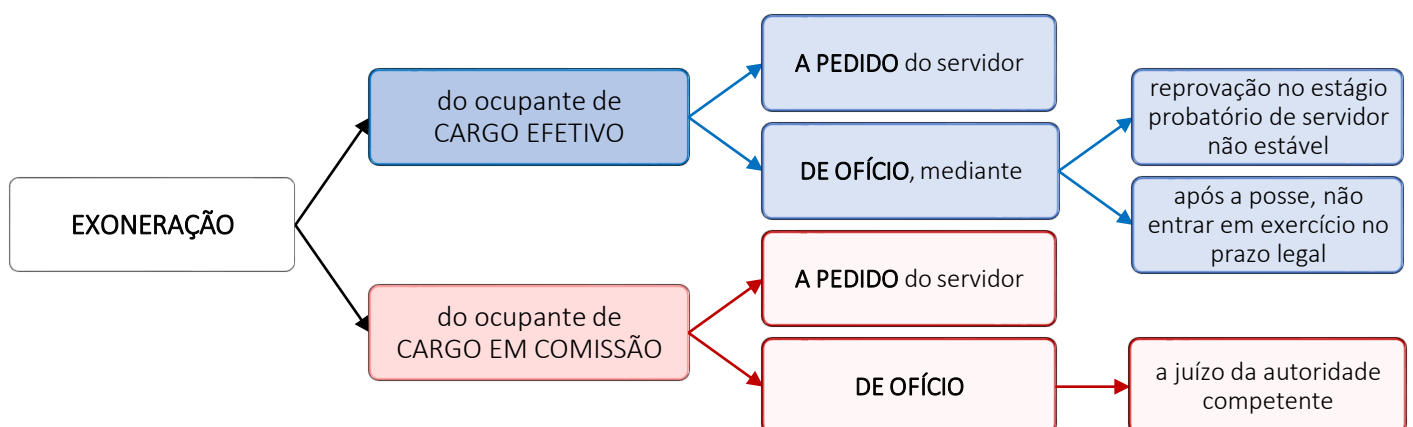 EXONERAÇÃO
do ocupante de
CARGO EFETIVO
A PEDIDO do servidor
DE OFÍCIO, mediante
reprovação no estágio
probatório de servidor
não estável
após a posse, não
entrar em exercício no
prazo legal
do ocupante de
CARGO EM COMISSÃO
A PEDIDO do servidor
DE OFÍCIO
a juízo da autoridade
competente